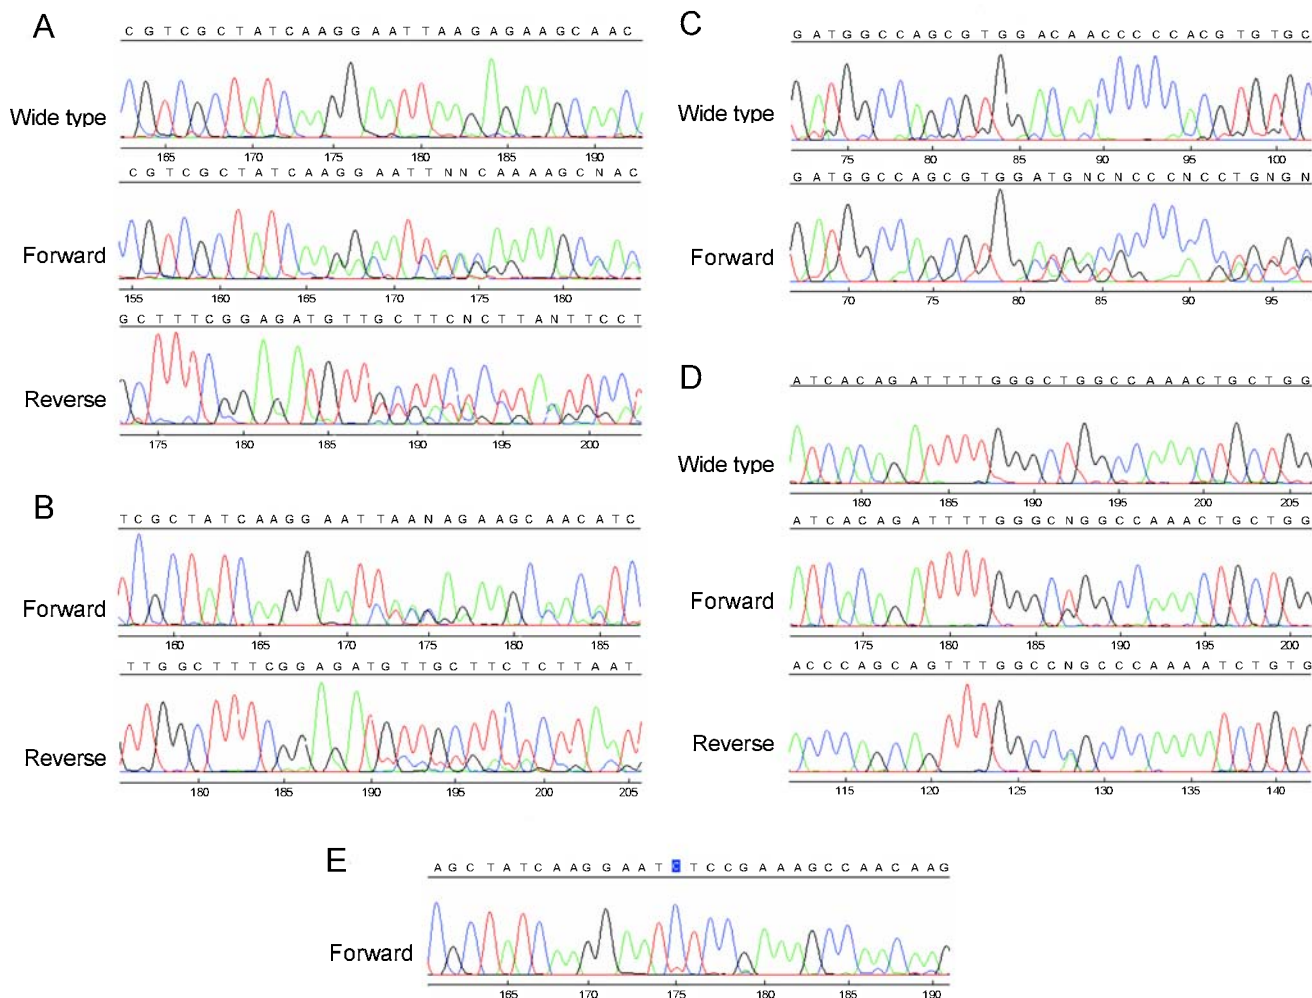 A
C G T C G C T A T C A A G G A A T T A A G A G A A G C A A C
Wide type
165 170 175 180 185 190
C G T C G C T A T C A A G G A A T T N N C A A A A G C N A C
Forward
155 160 165 170 175 180
G C T T T C G G A G A T G T T G C T T C N C T T A N T T C C T
Reverse
175 180 185 190 195 200
B
T C G C T A T C A A G G A A T T A A N A G A A G C A A C A T C
Forward
160 165 170 175 180 185
T T G G C T T T C G G A G A T G T T G C T T C T C T T A A T
Reverse
180 185 190 195 200 205
C
G A T G G C C A G C G T G G A C A A C C C C C A C G T G T G C
Wide type
75 80 85 90 95 100
G A T G G C C A G C G T G G A T G N C N C C C N C C T G N G N
Forward
70 75 80 85 90 95
D
A T C A C A G A T T T T G G G C T G G C C A A A C T G C T G G
Wide type
180 185 190 195 200 205
A T C A C A G A T T T T G G G C N G G C C A A A C T G C T G G
Forward
175 180 185 190 195 200
A C C C A G C A G T T T G G C C N G C C C A A A A T C T G T G
Reverse
115 120 125 130 135 140
E
A G C T A T C A A G G A A T C T C C G A A A G C C A A C A A G
Forward
165 170 175 180 185 190